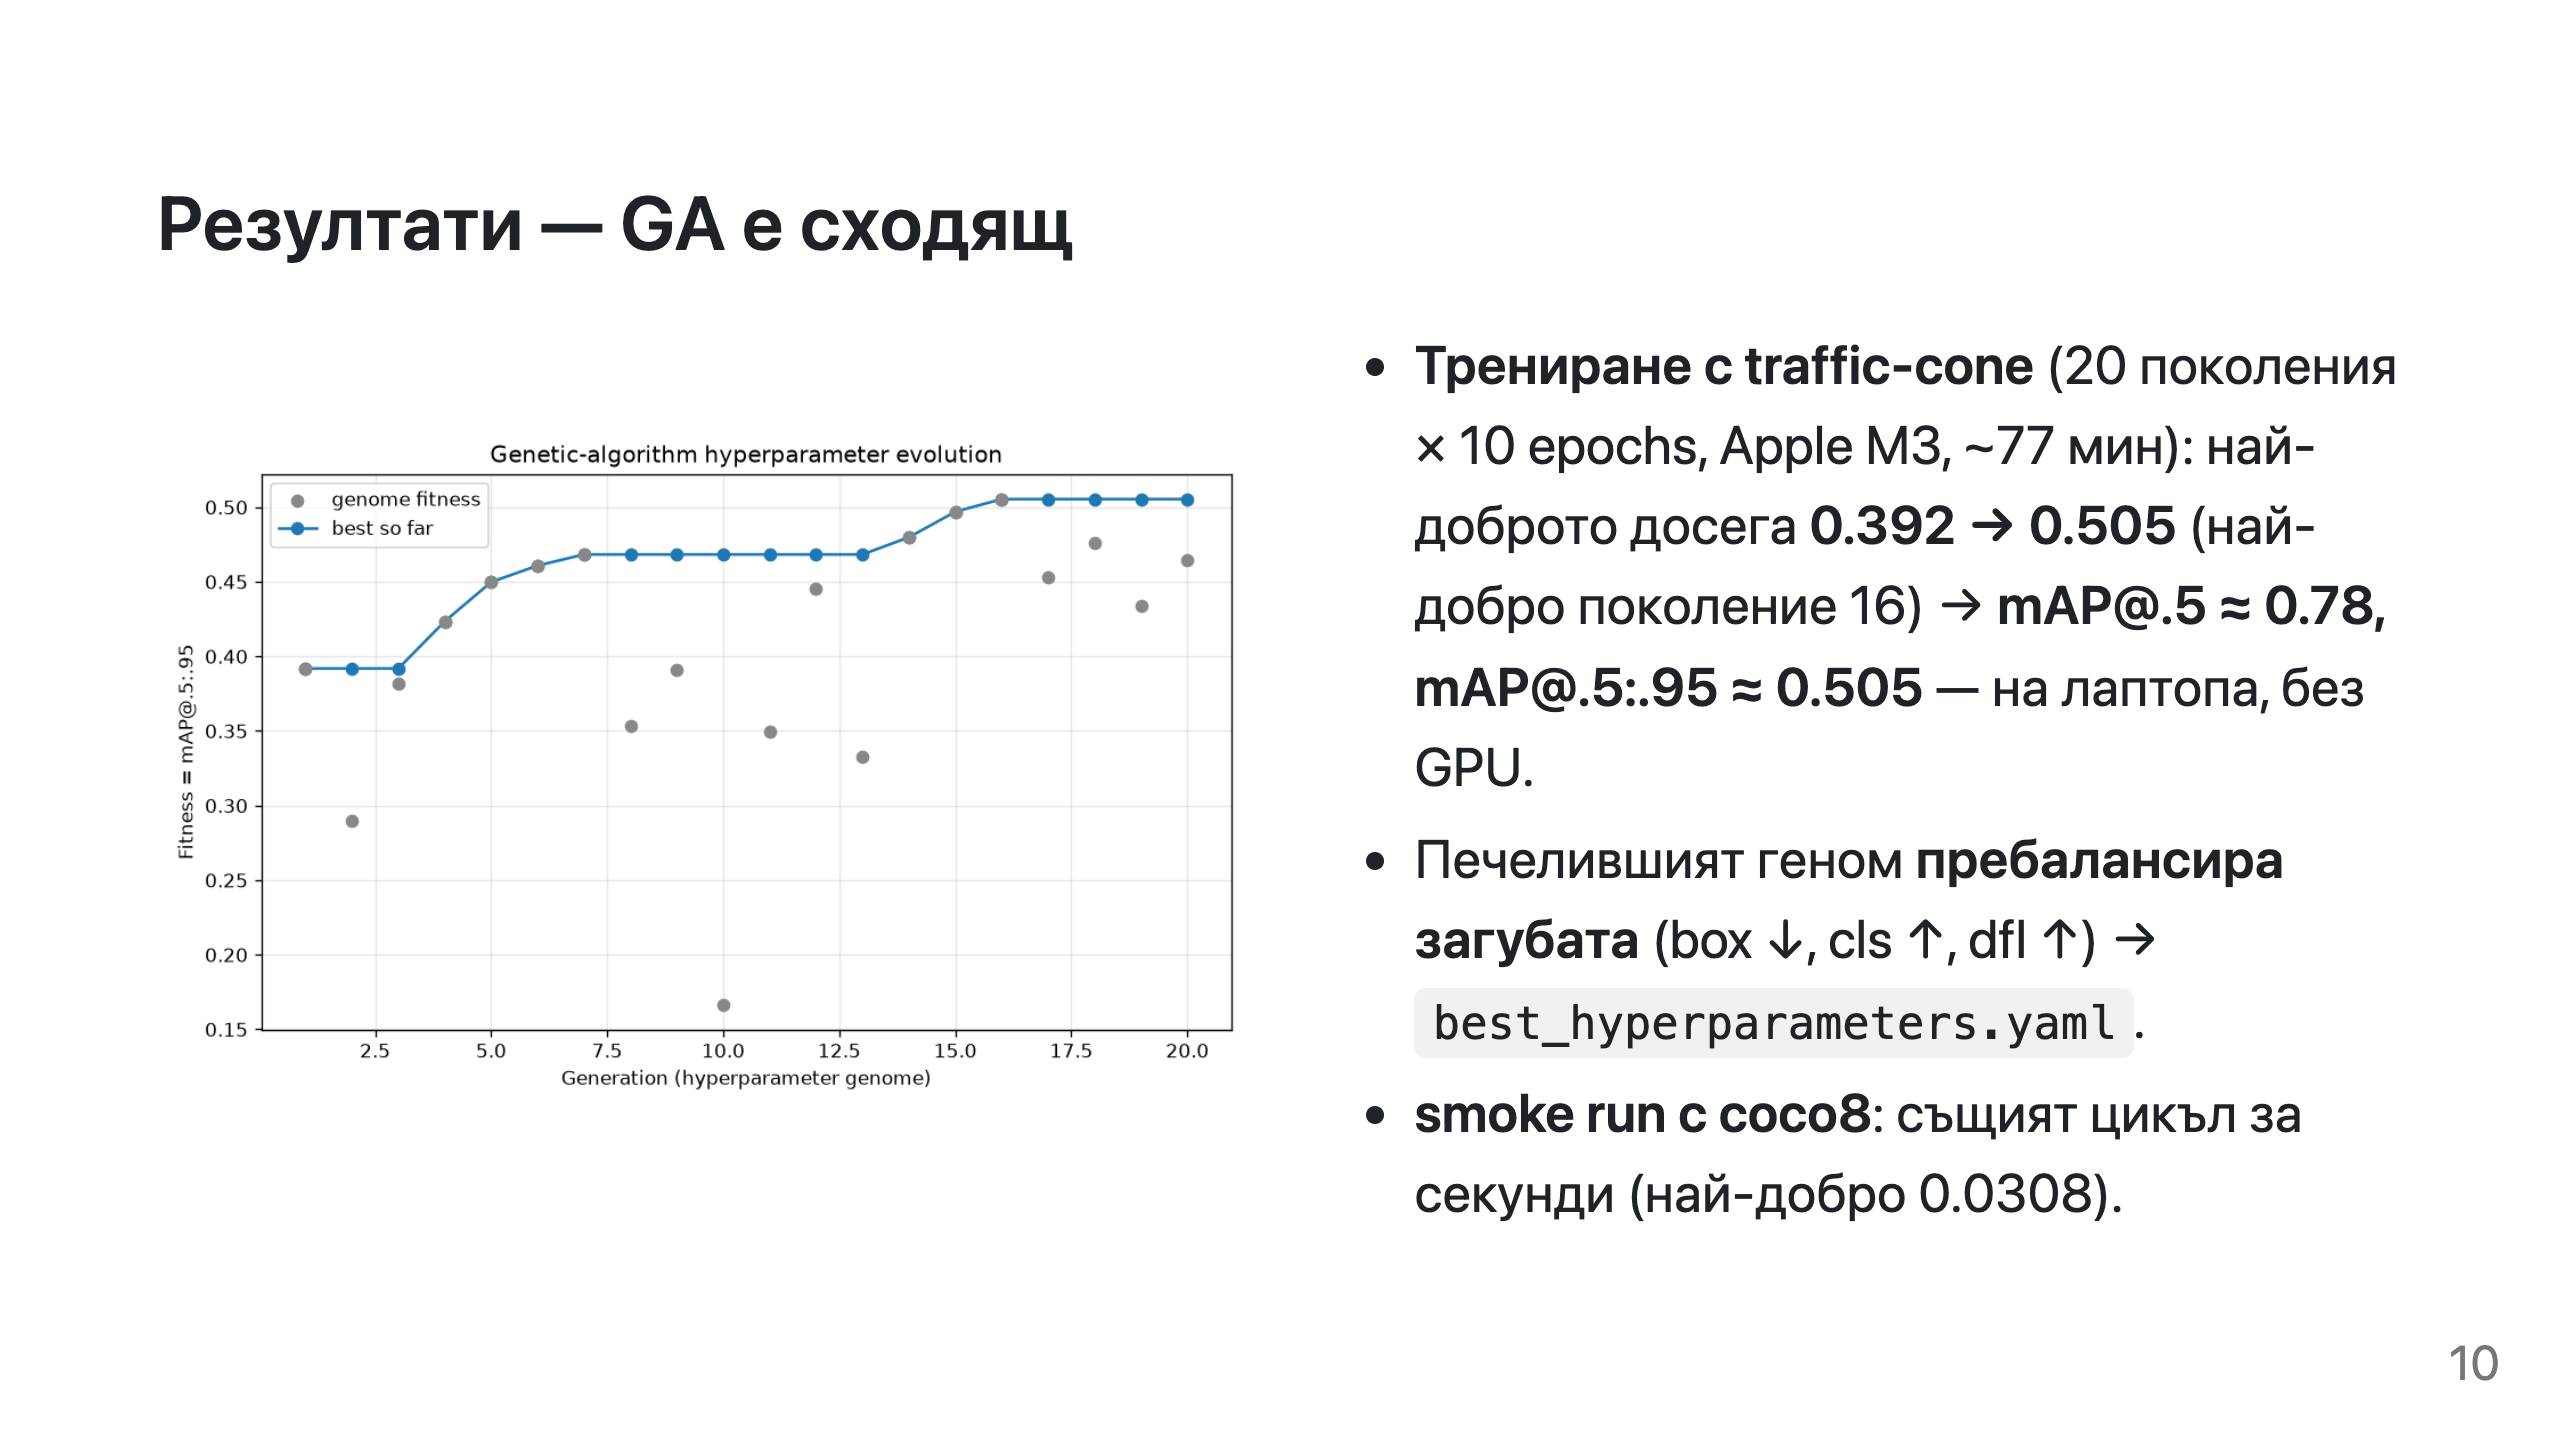 Резултати — GA е сходящ
Genetic-algorithm hyperparameter evolution
genome fitness
best so far
Fitness = mAP@.5:.95
0.50
0.45
0.40
0.35
0.30
0.25
0.20
0.15
2.5 5.0 7.5 10.0 12.5 15.0 17.5 20.0
Generation (hyperparameter genome)
• Трениране с traffic-cone (20 поколения
× 10 epochs, Apple M3, ~77 мин): най-
доброто досега 0.392 → 0.505 (най-
добро поколение 16) → mAP@.5 ≈ 0.78,
mAP@.5:.95 ≈ 0.505 — на лаптопа, без
GPU.
• Печелившият геном пребалансира
загубата (box ↓, cls ↑, dfl ↑) →
best_hyperparameters.yaml.
• smoke run с coco8: същият цикъл за
секунди (най-добро 0.0308).
10